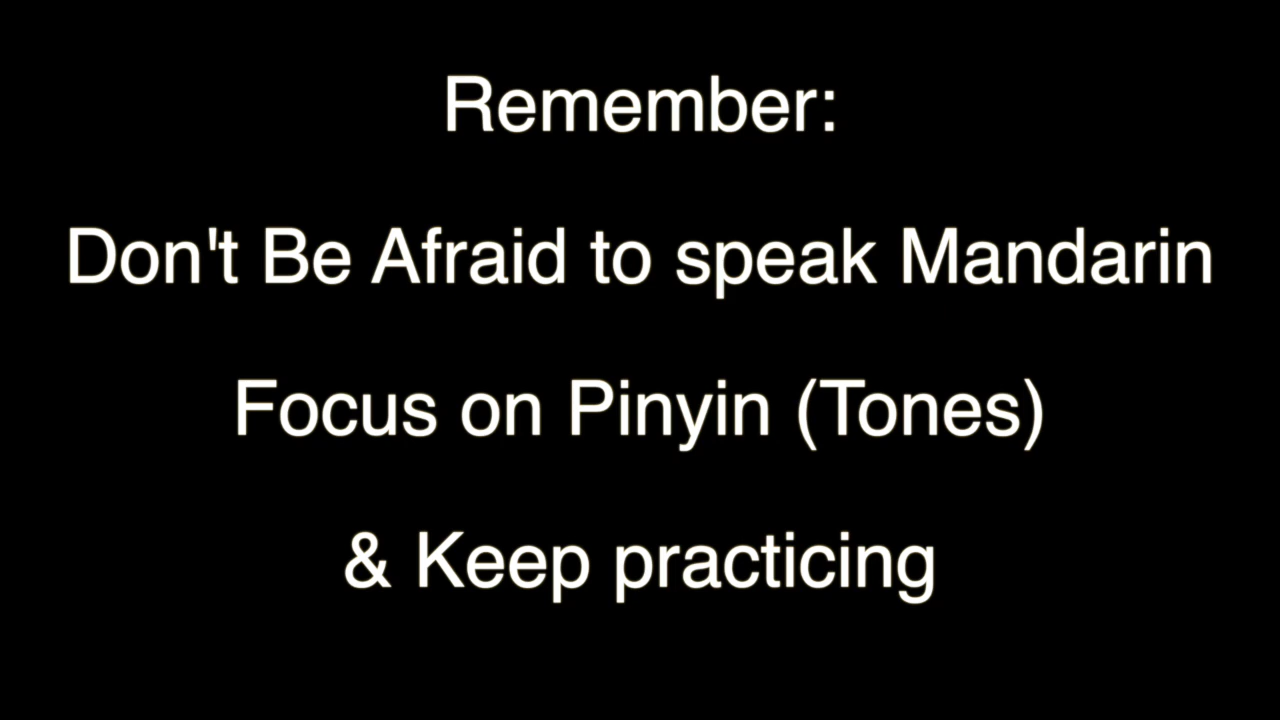 Remember:
Don't Be Afraid to speak Mandarin
Focus on Pinyin (Tones)
& Keep practicing